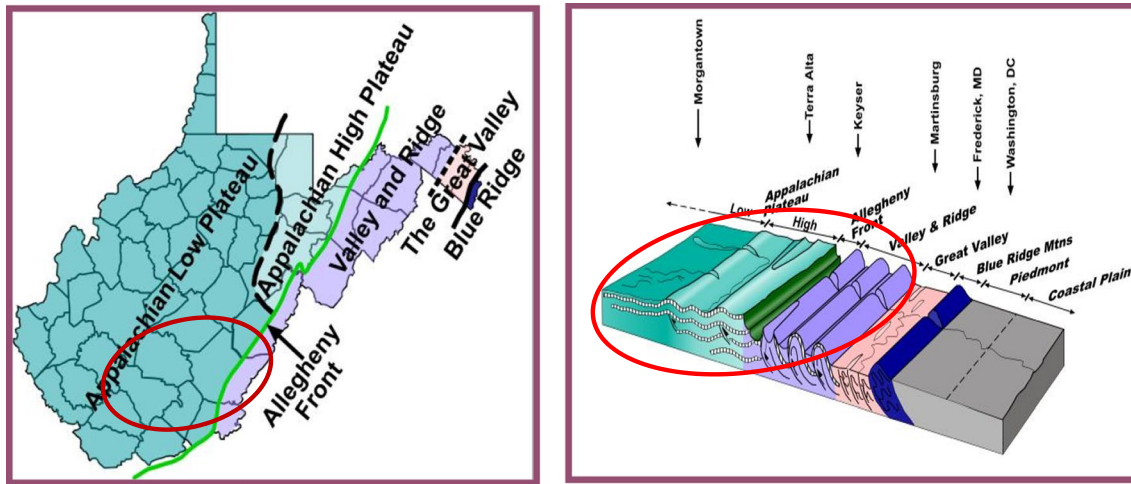 Appalachian Low Plateau
Appalachian High Plateau
Valley and Ridge
The Great Valley
Blue Ridge
Allegheny
Front
Morgantown
Terra Alta
Keyser
Martinsburg
Frederick, MD
Washington, DC
Appalachian
Plateau
Low
High
Allegheny
Front
Valley & Ridge
Great Valley
Blue Ridge Mtns
Piedmont
Coastal Plain